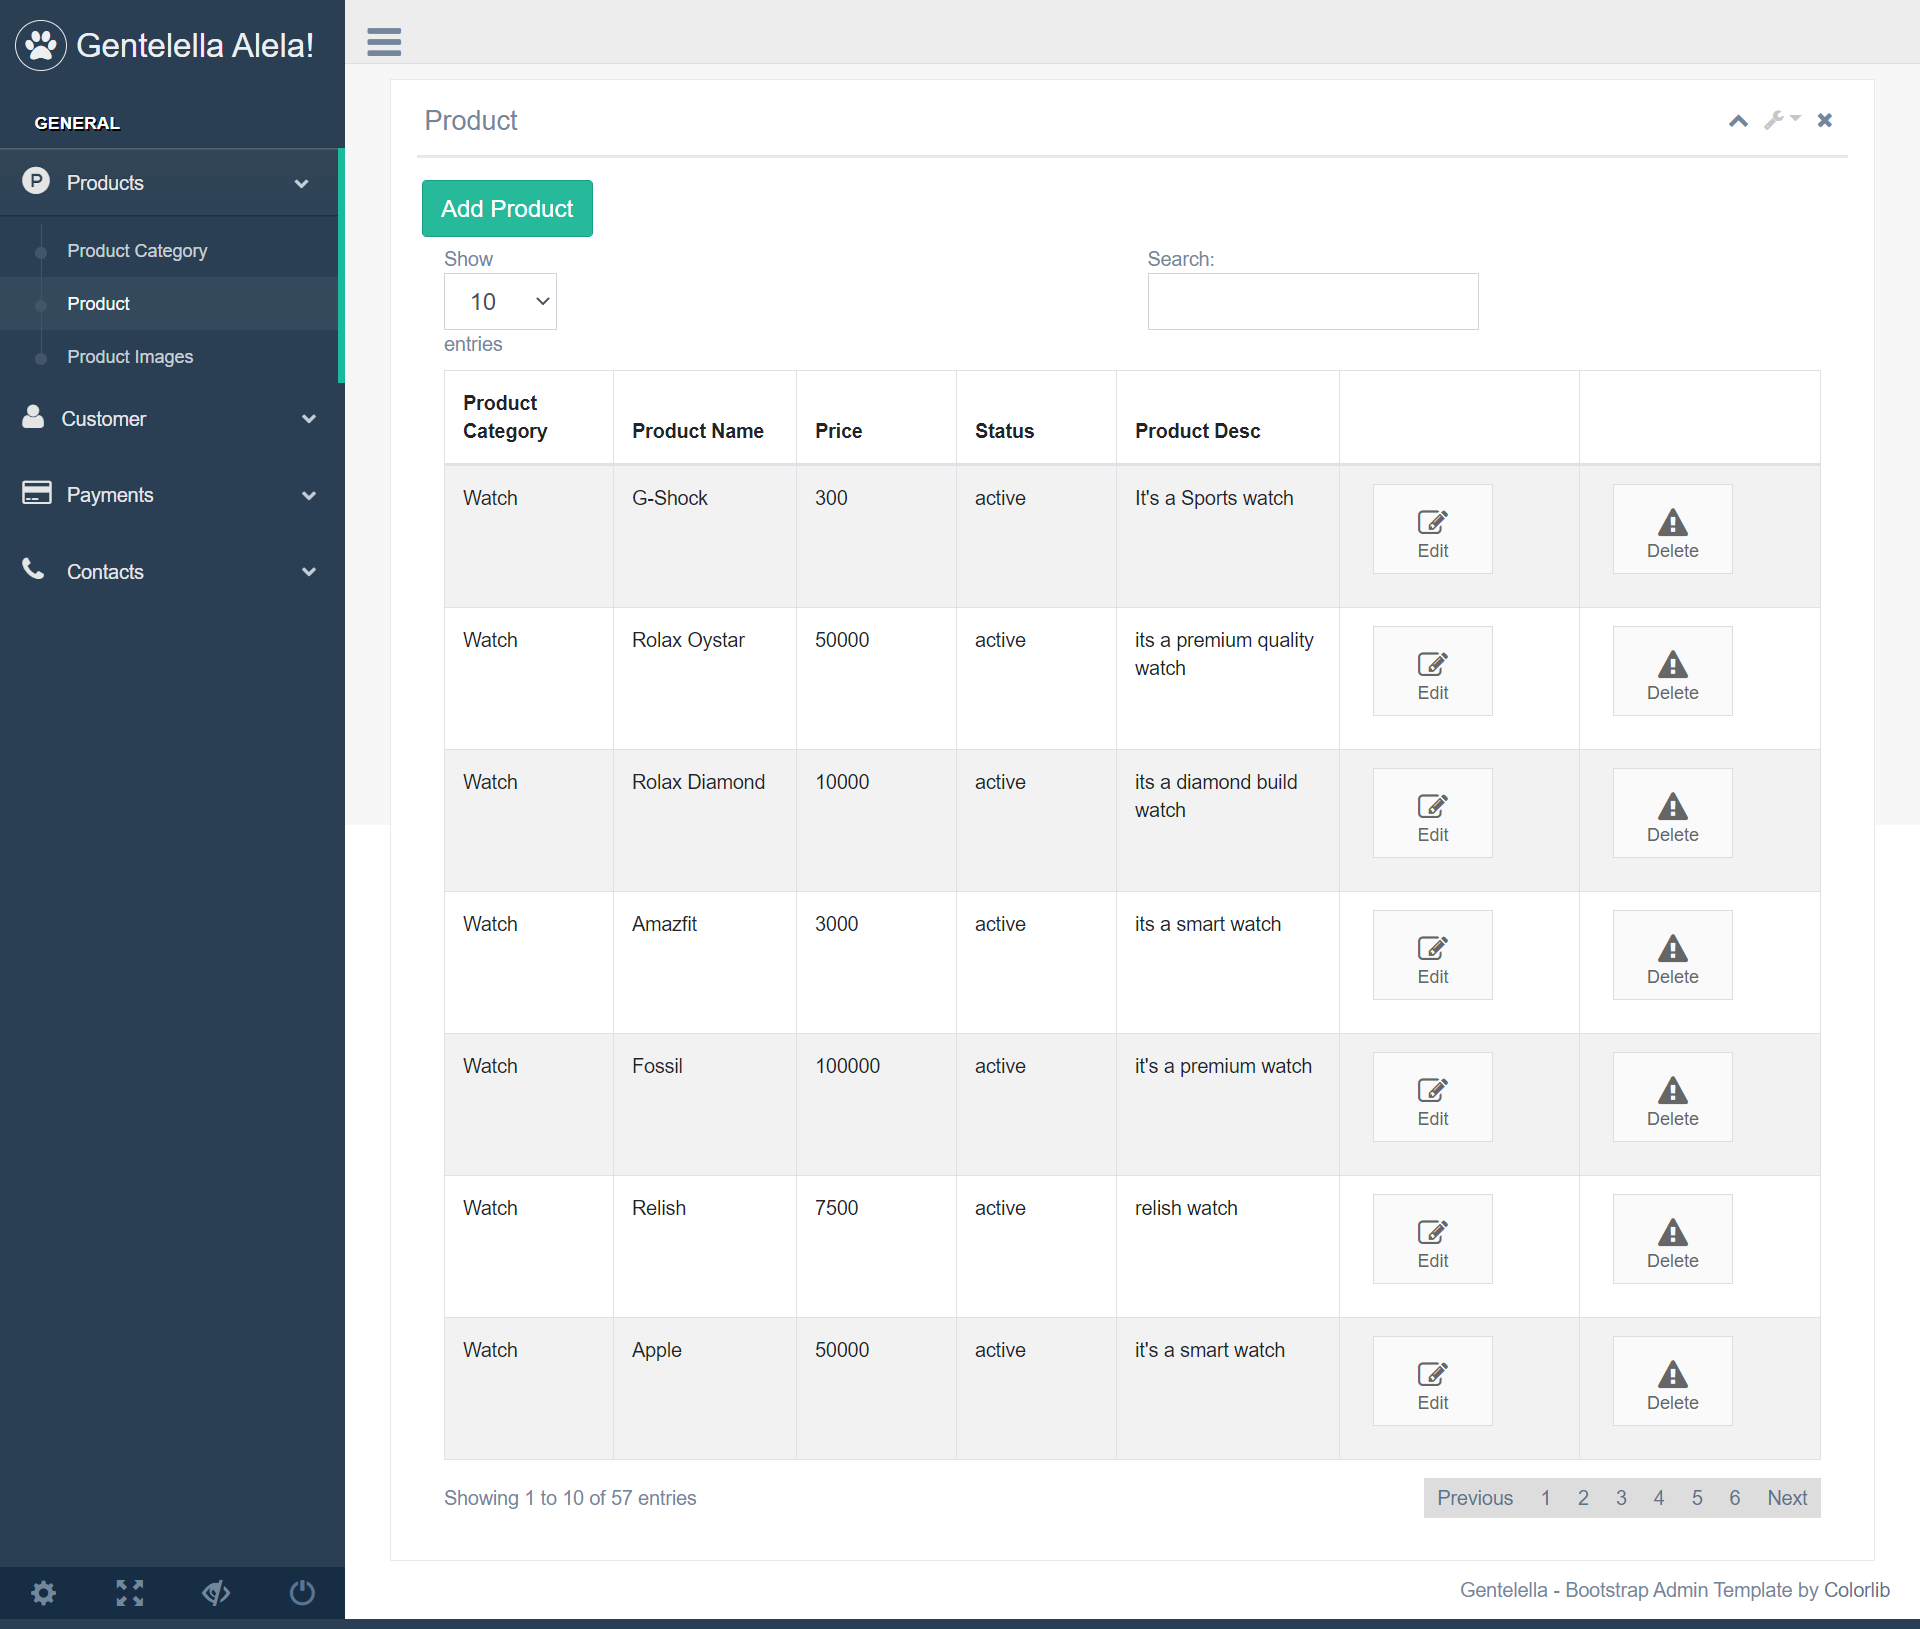 Gentelella Alela!
GENERAL
Products
Product Category
Product
Product Images
Customer
Payments
Contacts
Product
Add Product
Show
10
entries
Search:
Product Category Product Name Price Status Product Desc
Watch G-Shock 300 active It's a Sports watch Edit Delete
Watch Rolax Oystar 50000 active its a premium quality watch Edit Delete
Watch Rolax Diamond 10000 active its a diamond build watch Edit Delete
Watch Amazfit 3000 active its a smart watch Edit Delete
Watch Fossil 100000 active it's a premium watch Edit Delete
Watch Relish 7500 active relish watch Edit Delete
Watch Apple 50000 active it's a smart watch Edit Delete
Showing 1 to 10 of 57 entries
Previous 1 2 3 4 5 6 Next
Gentelella - Bootstrap Admin Template by Colorlib